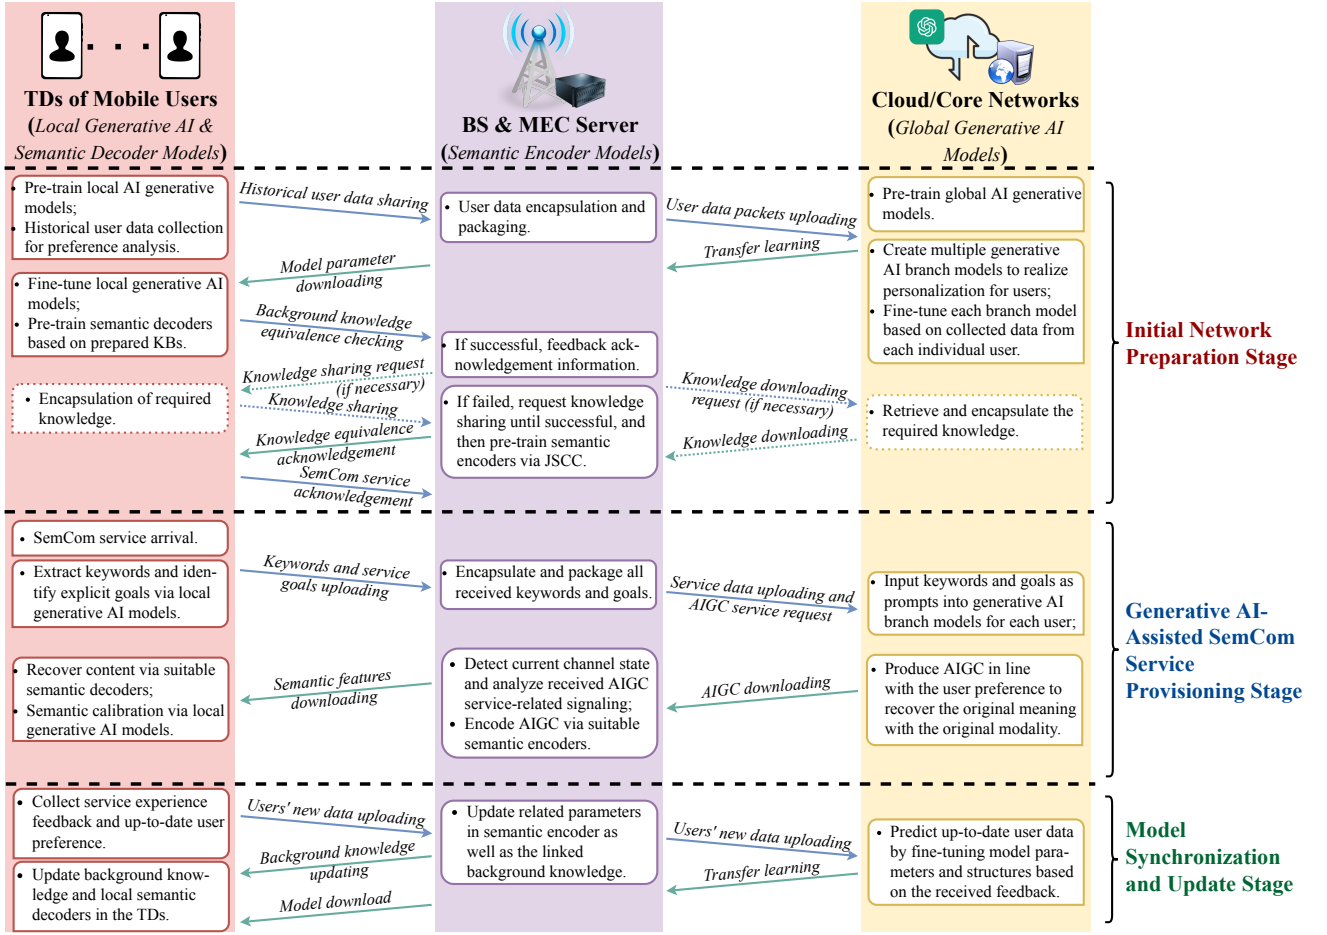 TDs of Mobile Users
(Local Generative AI &
Semantic Decoder Models)
BS & MEC Server
(Semantic Encoder Models)
Cloud/Core Networks
(Global Generative AI
Models)
• Pre-train local AI generative
models;
• Historical user data collection
for preference analysis.
Historical user data sharing
• User data encapsulation and
packaging.
User data packets uploading
• Pre-train global AI generative
models.
Transfer learning
Model parameter
downloading
• Create multiple generative
AI branch models to realize
personalization for users;
• Fine-tune each branch model
based on collected data from
each individual user.
• Fine-tune local generative AI
models;
• Pre-train semantic decoders
based on prepared KBs.
Background knowledge
equivalence checking
• If successful, feedback ack-
nowledgement information.
Knowledge sharing request
(if necessary)
• Encapsulation of required
knowledge.
Knowledge sharing
• If failed, request knowledge
sharing until successful, and
then pre-train semantic
encoders via JSCC.
Knowledge downloading
request (if necessary)
• Retrieve and encapsulate the
required knowledge.
Knowledge downloading
Knowledge equivalence
acknowledgement
SemCom service
acknowledgement
Initial Network
Preparation Stage
• SemCom service arrival.
• Extract keywords and iden-
tify explicit goals via local
generative AI models.
Keywords and service
goals uploading
• Encapsulate and package all
received keywords and goals.
Service data uploading and
AIGC service request
• Input keywords and goals as
prompts into generative AI
branch models for each user;
• Recover content via suitable
semantic decoders;
• Semantic calibration via local
generative AI models.
Semantic features
downloading
• Detect current channel state
and analyze received AIGC
service-related signaling;
• Encode AIGC via suitable
semantic encoders.
AIGC downloading
• Produce AIGC in line
with the user preference to
recover the original meaning
with the original modality.
Generative AI-
Assisted SemCom
Service
Provisioning Stage
• Collect service experience
feedback and up-to-date user
preference.
Users' new data uploading
• Update related parameters
in semantic encoder as
well as the linked
background knowledge.
Users' new data uploading
• Predict up-to-date user data
by fine-tuning model para-
meters and structures based
on the received feedback.
Background knowledge
updating
Transfer learning
• Update background know-
ledge and local semantic
decoders in the TDs.
Model download
Model
Synchronization
and Update Stage